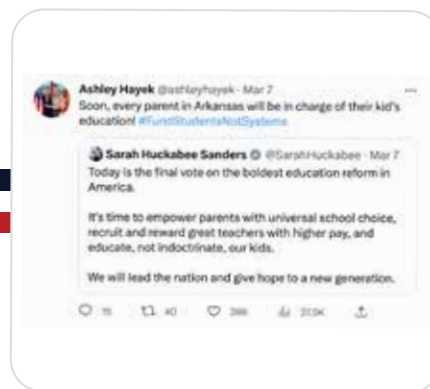 Ashley Hayek @ashleyhayek · Mar 7
Soon, every parent in Arkansas will be in charge of their kid's
education! #FundStudentsNotSystems
Sarah Huckabee Sanders @SarahHuckabee · Mar 7
Today is the final vote on the boldest education reform in
America.
It's time to empower parents with universal school choice,
recruit and reward great teachers with higher pay, and
educate, not indoctrinate, our kids.
We will lead the nation and give hope to a new generation.